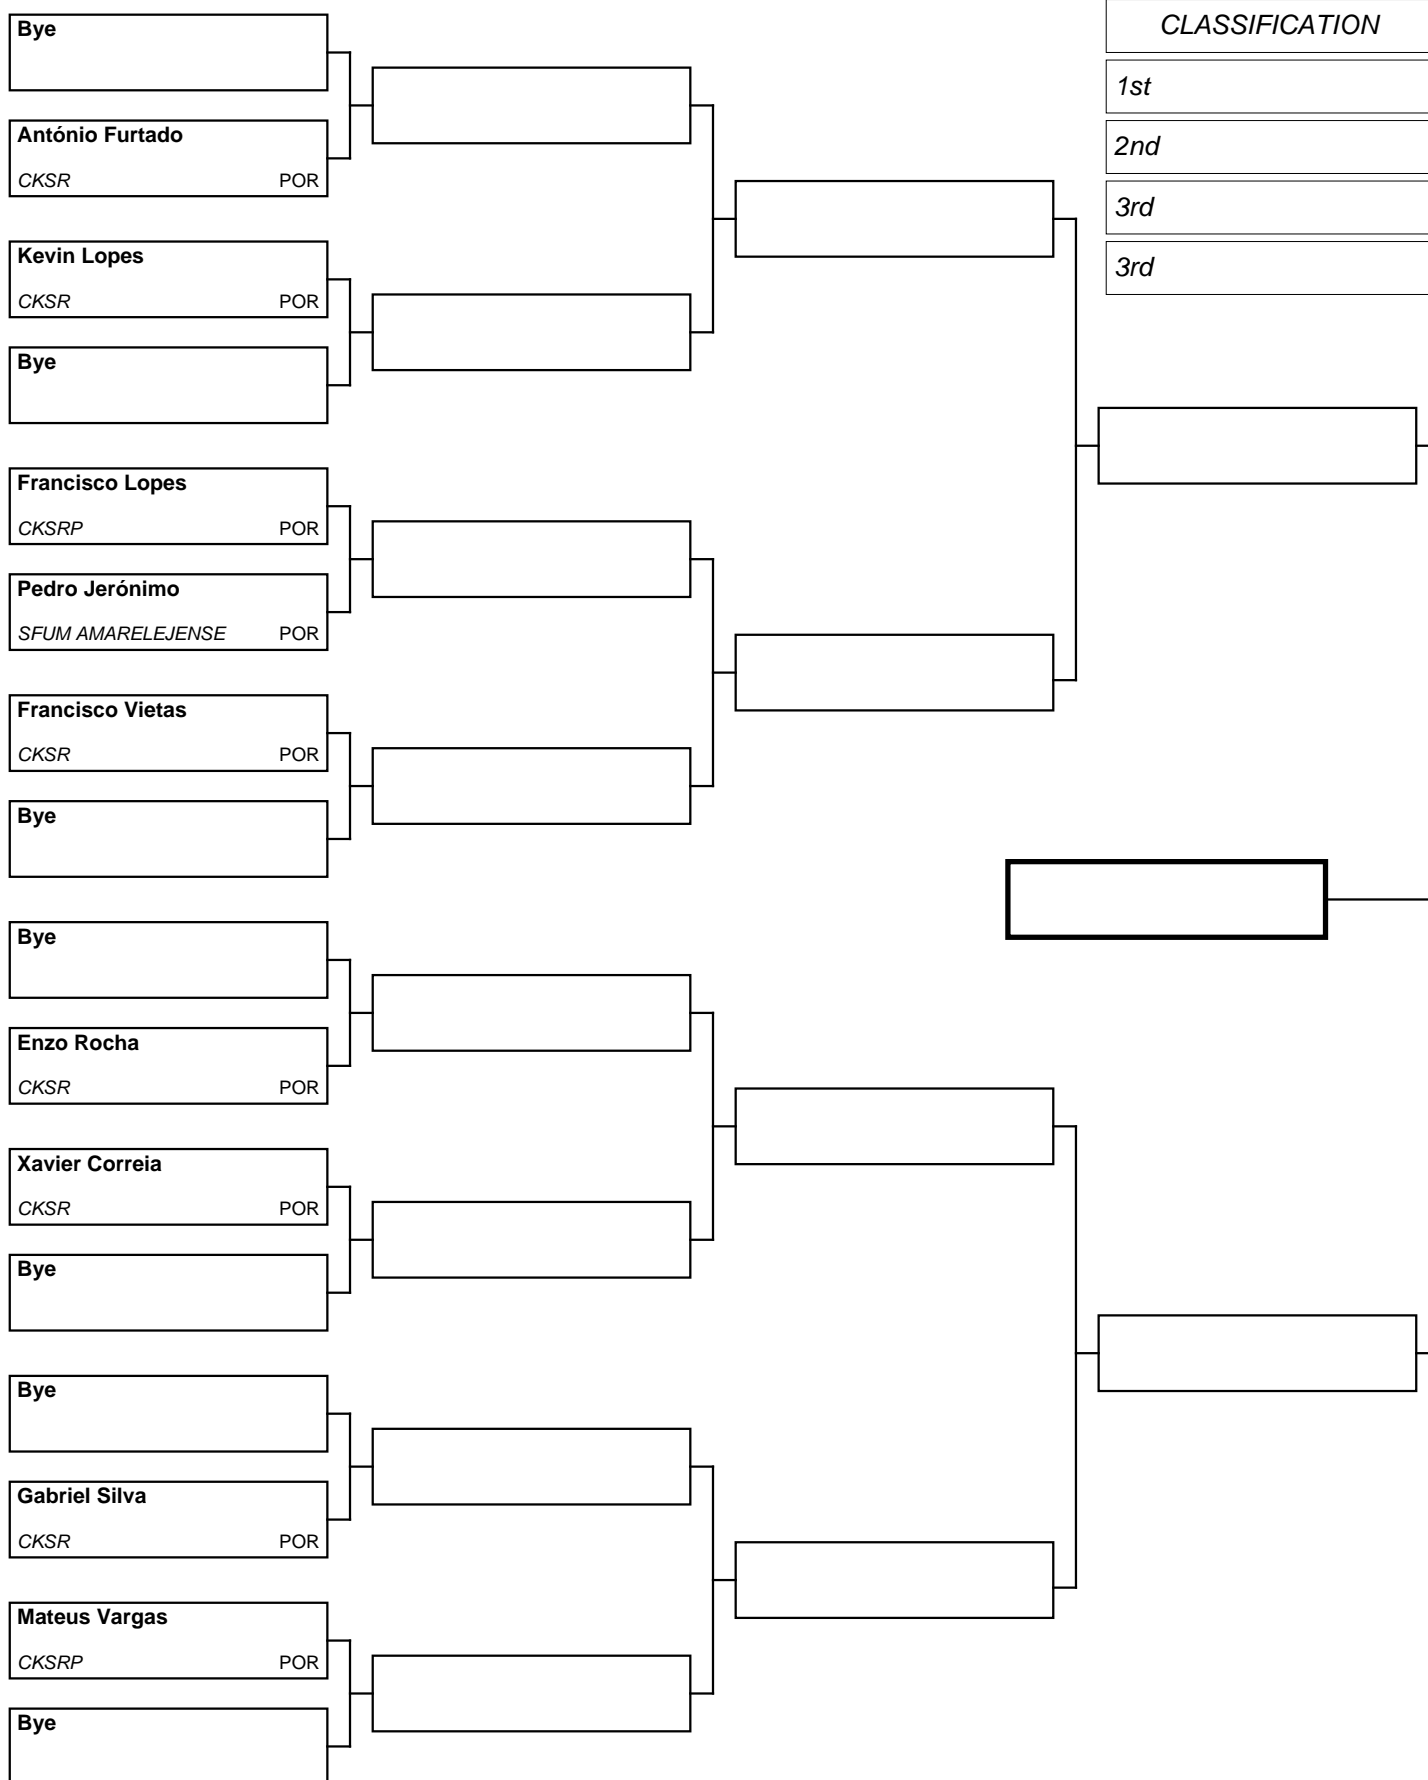 CLASSIFICATION
1st
2nd
3rd
3rd
Bye
António Furtado
CKSR POR
Kevin Lopes
CKSR POR
Bye
Francisco Lopes
CKSRP POR
Pedro Jerónimo
SFUM AMARELEJENSE POR
Francisco Vietas
CKSR POR
Bye
Bye
Enzo Rocha
CKSR POR
Xavier Correia
CKSR POR
Bye
Bye
Gabriel Silva
CKSR POR
Mateus Vargas
CKSRP POR
Bye